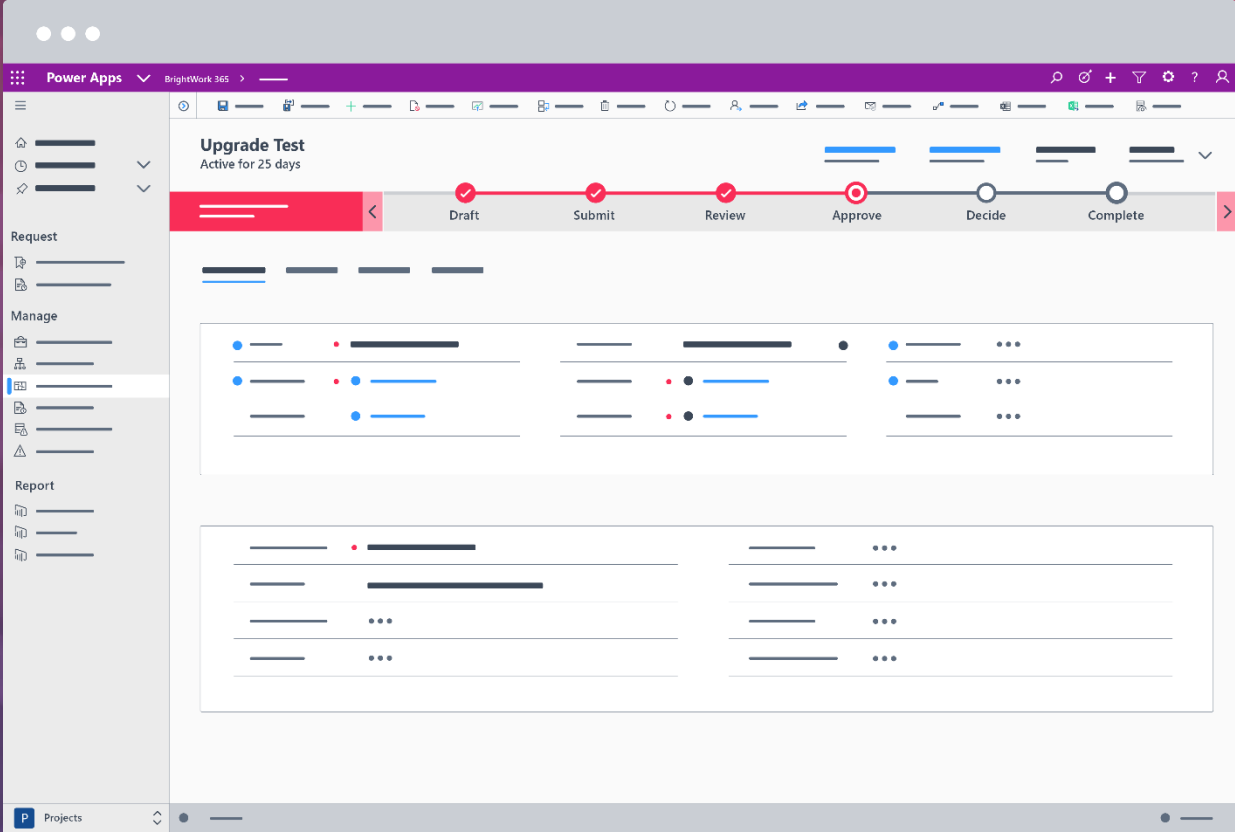 Power Apps BrightWork 365
?
Upgrade Test
Active for 25 days
Draft Submit Review Approve Decide Complete
Request
Manage
Report
P Projects